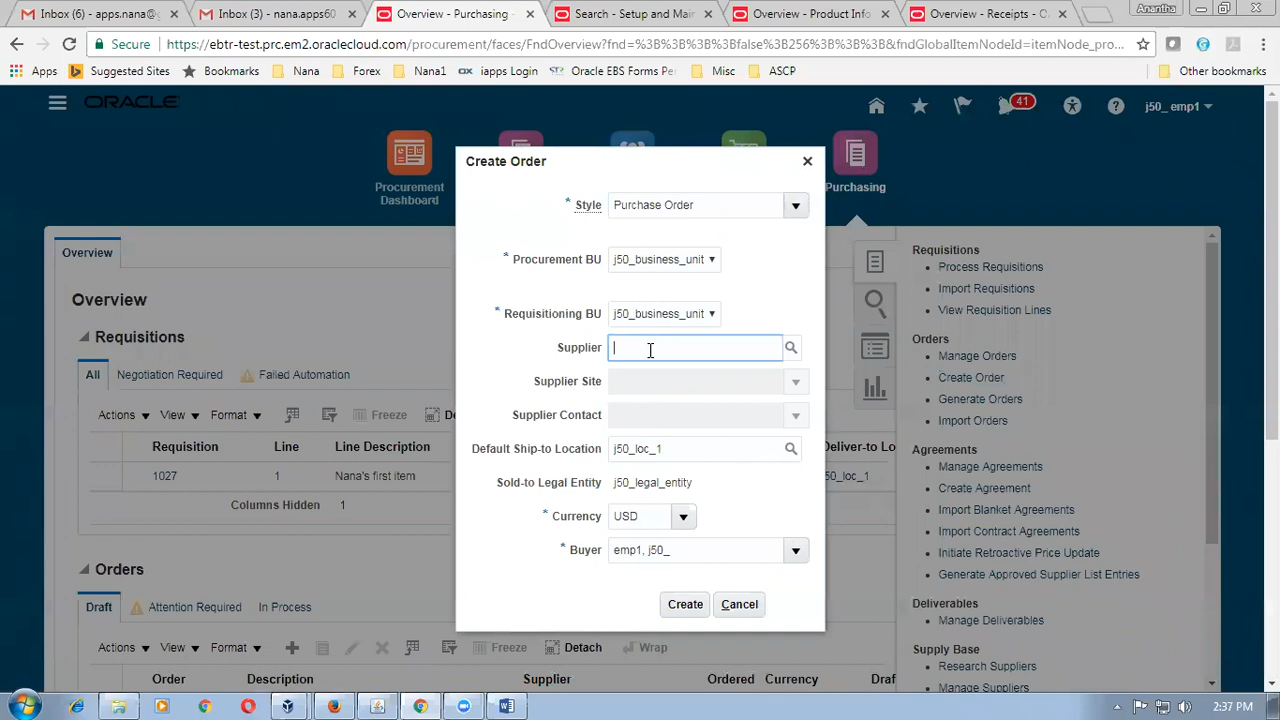 Inbox (6) - appsnana@g
Inbox (3) - nana.apps60
Overview - Purchasing -
Search - Setup and Main
Overview - Product Info
Overview - Receipts - C
Anantha
Secure https://ebtr-test.prc.em2.oraclecloud.com/procurement/faces/FndOverview?fnd=%3B%3B%3B%3Bfalse%3B256%3B%3B%3B&fndGlobalItemNodeId=itemNode_pro...
Apps Suggested Sites Bookmarks Nana Forex Nana1 iapps Login Oracle EBS Forms Per Misc ASCP Other bookmarks
ORACLE 41 j50_ emp1
Procurement
Dashboard
Purchasing
Create Order
* Style Purchase Order
* Procurement BU j50_business_unit
* Requisitioning BU j50_business_unit
Supplier
Supplier Site
Supplier Contact
Default Ship-to Location j50_loc_1
Sold-to Legal Entity j50_legal_entity
* Currency USD
* Buyer emp1, j50_
Create Cancel
Overview
Overview
Requisitions
All Negotiation Required Failed Automation
Actions View Format Freeze De
Requisition Line Line Description
Deliver-to Lo
1027 1 Nana's first item
50_loc_1
Columns Hidden 1
Orders
Draft Attention Required In Process
Actions View Format Freeze Detach Wrap
Order Description Supplier Ordered Currency Draf
Requisitions
Process Requisitions
Import Requisitions
View Requisition Lines
Orders
Manage Orders
Create Order
Generate Orders
Import Orders
Agreements
Manage Agreements
Create Agreement
Import Blanket Agreements
Import Contract Agreements
Initiate Retroactive Price Update
Generate Approved Supplier List Entries
Deliverables
Manage Deliverables
Supply Base
Research Suppliers
Manage Suppliers
2:37 PM